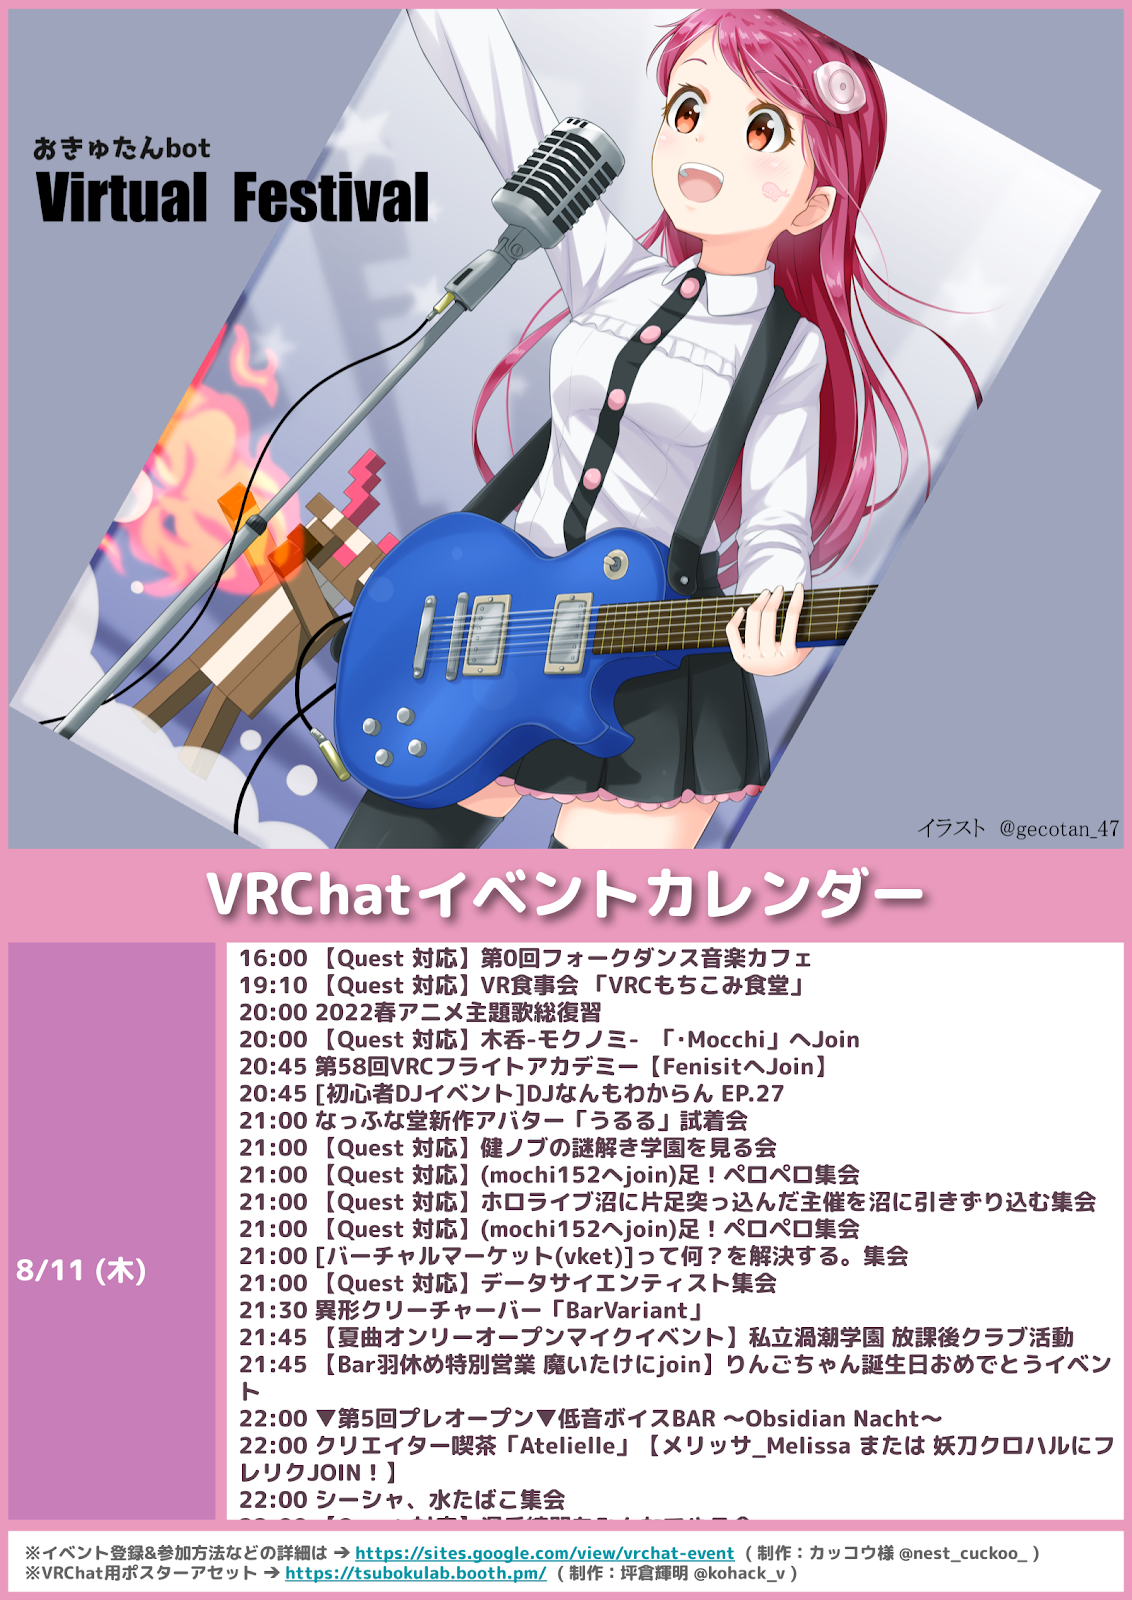 おきゅたんbot
Virtual Festival
イラスト @gecotan_47
VRChatイベントカレンダー
8/11 (木)
16:00 【Quest 対応】第0回フォークダンス音楽カフェ
19:10 【Quest 対応】VR食事会 「VRCもちこみ食堂」
20:00 2022春アニメ主題歌総復習
20:00 【Quest 対応】木呑-モクノミ- 「･Mocchi」へJoin
20:45 第58回VRCフライトアカデミー【FenisitへJoin】
20:45 [初心者DJイベント]DJなんもわからん EP.27
21:00 なっふな堂新作アバター「うるる」試着会
21:00 【Quest 対応】健ノブの謎解き学園を見る会
21:00 【Quest 対応】(mochi152へjoin)足！ペロペロ集会
21:00 【Quest 対応】ホロライブ沼に片足突っ込んだ主催を沼に引きずり込む集会
21:00 【Quest 対応】(mochi152へjoin)足！ペロペロ集会
21:00 [バーチャルマーケット(vket)]って何？を解決する。集会
21:00 【Quest 対応】データサイエンティスト集会
21:30 異形クリーチャーバー「BarVariant」
21:45 【夏曲オンリーオープンマイクイベント】私立渦潮学園 放課後クラブ活動
21:45 【Bar羽休め特別営業 魔いたけにjoin】りんごちゃん誕生日おめでとうイベン
ト
22:00 ▼第5回プレオープン▼低音ボイスBAR ～Obsidian Nacht～
22:00 クリエイター喫茶「Atelielle」【メリッサ_Melissa または 妖刀クロハルにフ
レリクJOIN！】
22:00 シーシャ、水たばこ集会
※イベント登録&参加方法などの詳細は → https://sites.google.com/view/vrchat-event ( 制作：カッコウ様 @nest_cuckoo_ )
※VRChat用ポスターアセット → https://tsubokulab.booth.pm/ ( 制作：坪倉輝明 @kohack_v )